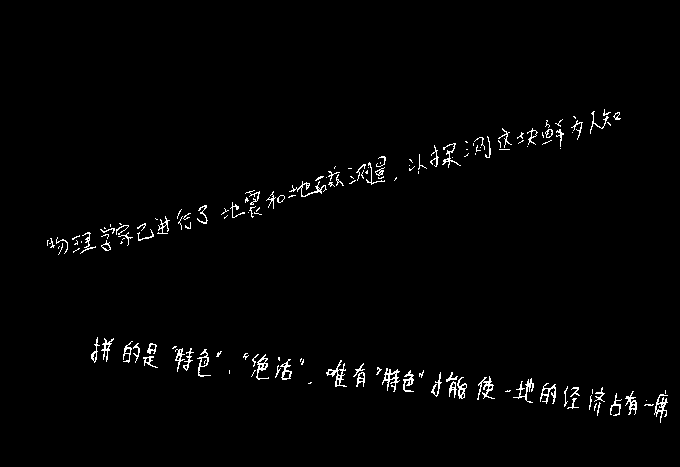 物理学家已进行了地震和地磁测量，以探测这块鲜为人知
拼的是“特色”、“绝活”，唯有“特色”才能使一地的经济占有一席